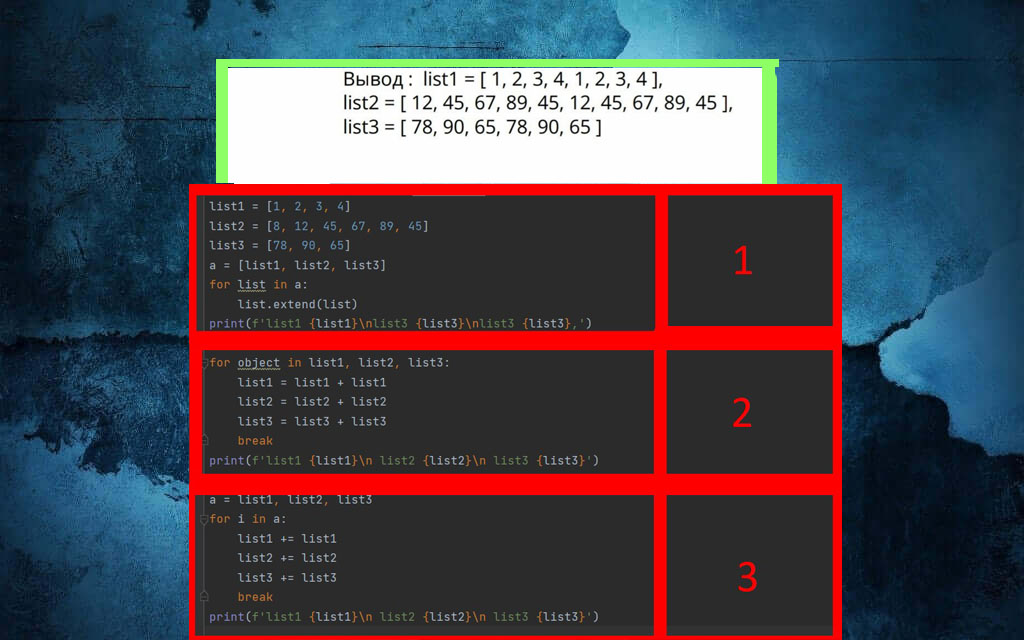 Вывод : list1 = [ 1, 2, 3, 4, 1, 2, 3, 4 ],
list2 = [ 12, 45, 67, 89, 45, 12, 45, 67, 89, 45 ],
list3 = [ 78, 90, 65, 78, 90, 65 ]
list1 = [1, 2, 3, 4]
list2 = [8, 12, 45, 67, 89, 45]
list3 = [78, 90, 65]
a = [list1, list2, list3]
for list in a:
    list.extend(list)
print(f'list1 {list1}\nlist3 {list3}\nlist3 {list3},')
1
for object in list1, list2, list3:
    list1 = list1 + list1
    list2 = list2 + list2
    list3 = list3 + list3
    break
print(f'list1 {list1}\n list2 {list2}\n list3 {list3}')
2
a = list1, list2, list3
for i in a:
    list1 += list1
    list2 += list2
    list3 += list3
    break
print(f'list1 {list1}\n list2 {list2}\n list3 {list3}')
3